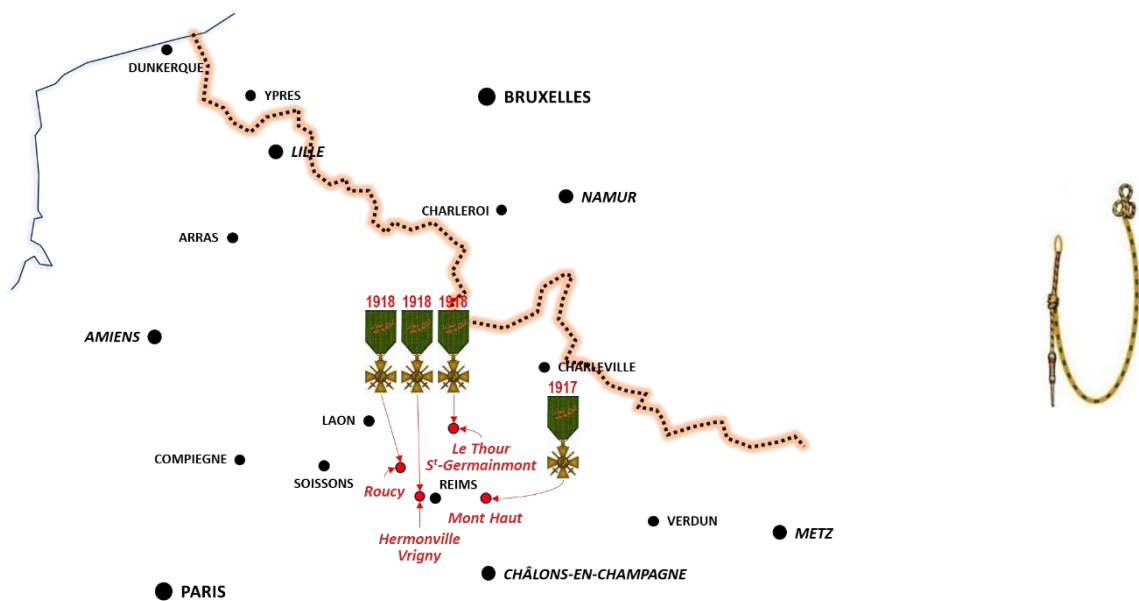 DUNKERQUE
YPRES
BRUXELLES
LILLE
NAMUR
CHARLEROI
ARRAS
1918
1918
1918
AMIENS
CHARLEVILLE
1917
LAON
Le Thour
Sᵗ-Germainmont
COMPIEGNE
SOISSONS
Roucy
REIMS
Mont Haut
VERDUN
METZ
Hermonville
Vrigny
CHÂLONS-EN-CHAMPAGNE
PARIS